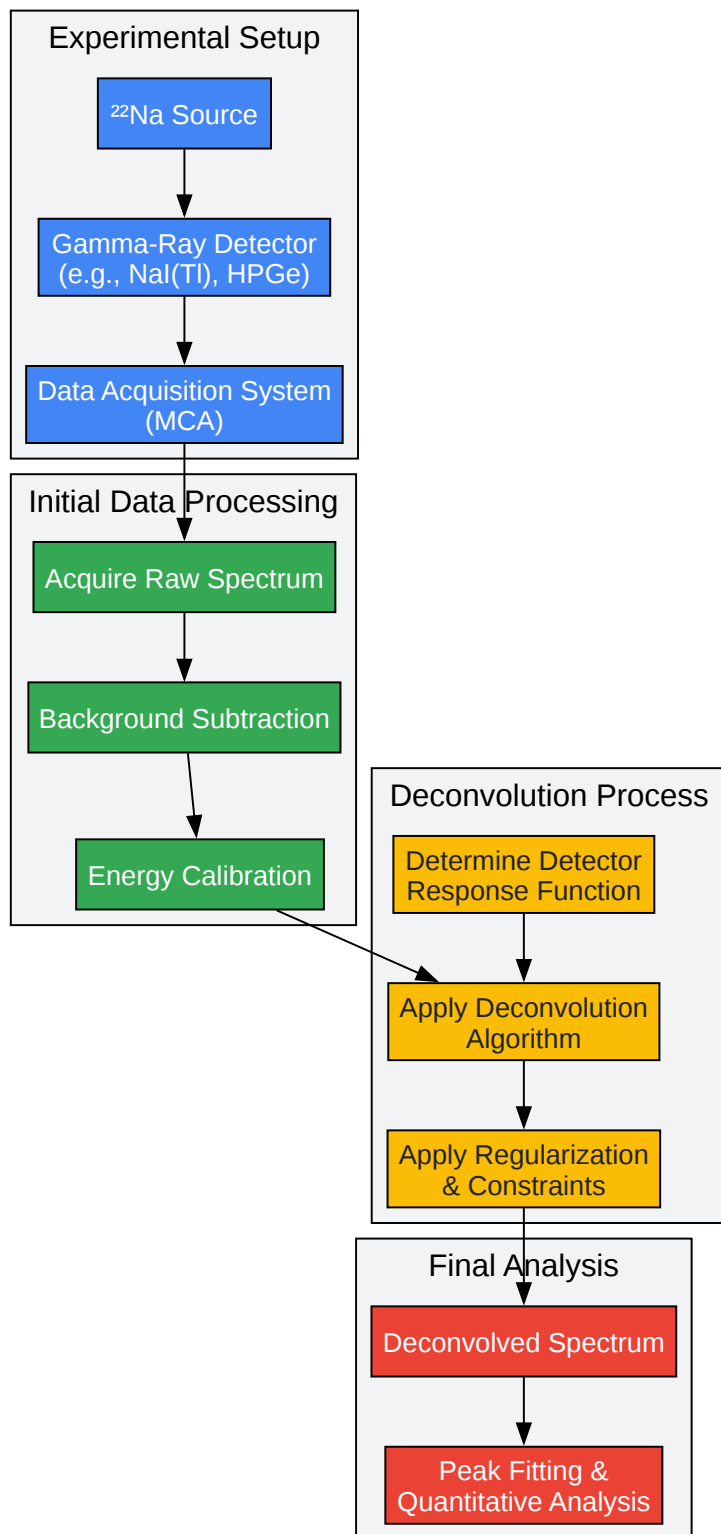 Experimental Setup
²²Na Source
Gamma-Ray Detector
(e.g., NaI(Tl), HPGe)
Data Acquisition System
(MCA)
Initial Data Processing
Acquire Raw Spectrum
Background Subtraction
Energy Calibration
Deconvolution Process
Determine Detector
Response Function
Apply Deconvolution
Algorithm
Apply Regularization
& Constraints
Final Analysis
Deconvolved Spectrum
Peak Fitting &
Quantitative Analysis